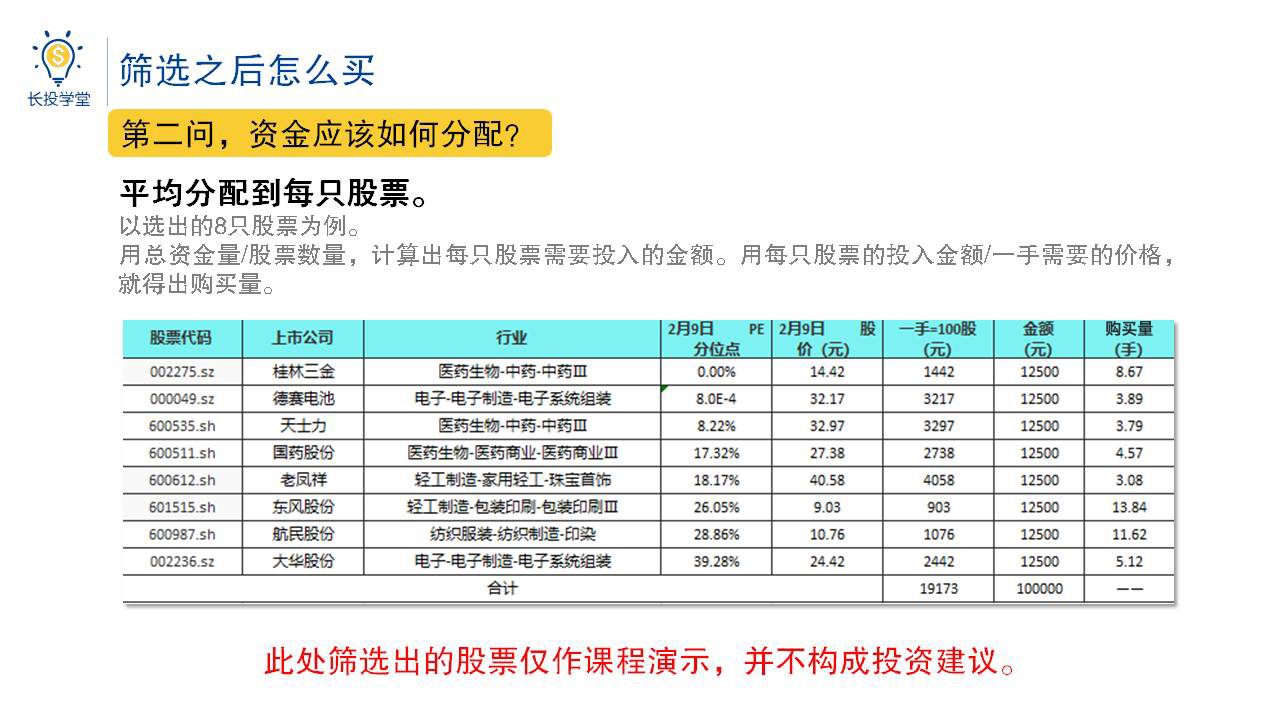 长投学堂
筛选之后怎么买
第二问，资金应该如何分配？
平均分配到每只股票。
以选出的8只股票为例。
用总资金量/股票数量，计算出每只股票需要投入的金额。用每只股票的投入金额/一手需要的价格，
就得出购买量。
股票代码 上市公司 行业 2月9日 PE分位点 2月9日 股价（元） 一手=100股（元） 金额（元） 购买量（手）
002275.sz 桂林三金 医药生物-中药-中药Ⅲ 0.00% 14.42 1442 12500 8.67
000049.sz 德赛电池 电子-电子制造-电子系统组装 8.0E-4 32.17 3217 12500 3.89
600535.sh 天士力 医药生物-中药-中药Ⅲ 8.22% 32.97 3297 12500 3.79
600511.sh 国药股份 医药生物-医药商业-医药商业Ⅲ 17.32% 27.38 2738 12500 4.57
600612.sh 老凤祥 轻工制造-家用轻工-珠宝首饰 18.17% 40.58 4058 12500 3.08
601515.sh 东风股份 轻工制造-包装印刷-包装印刷Ⅲ 26.05% 9.03 903 12500 13.84
600987.sh 航民股份 纺织服装-纺织制造-印染 28.86% 10.76 1076 12500 11.62
002236.sz 大华股份 电子-电子制造-电子系统组装 39.28% 24.42 2442 12500 5.12
合计 19173 100000 ——
此处筛选出的股票仅作课程演示，并不构成投资建议。